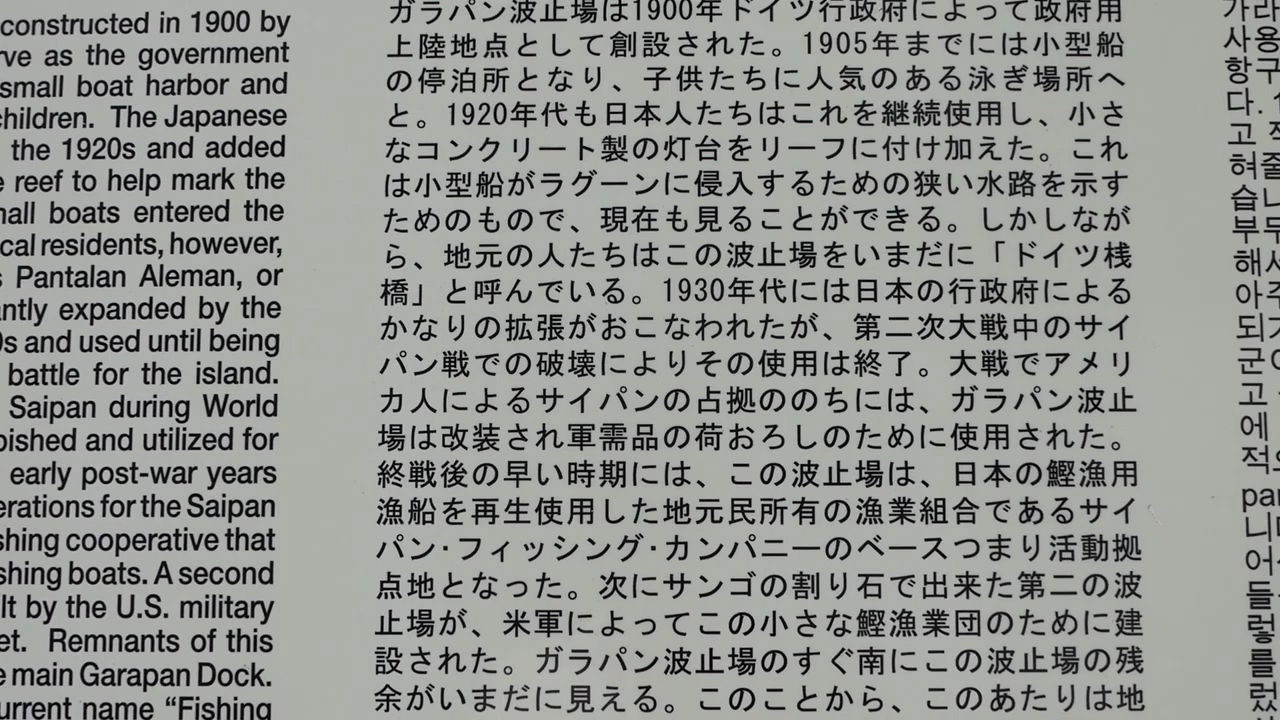 constructed in 1900 by
rve as the government
small boat harbor and
children. The Japanese
the 1920s and added
reef to help mark the
small boats entered the
cal residents, however,
Pantalan Aleman, or
antly expanded by the
0s and used until being
battle for the island.
Saipan during World
bished and utilized for
early post-war years
erations for the Saipan
shing cooperative that
shing boats. A second
lt by the U.S. military
et. Remnants of this
e main Garapan Dock.
urrent name “Fishing
ガラパン波止場は1900年ドイツ行政府によって政府用
上陸地点として創設された。1905年までには小型船
の停泊所となり、子供たちに人気のある泳ぎ場所へ
と。1920年代も日本人たちはこれを継続使用し、小さ
なコンクリート製の灯台をリーフに付け加えた。これ
は小型船がラグーンに侵入するための狭い水路を示す
ためのもので、現在も見ることができる。しかしなが
ら、地元の人たちはこの波止場をいまだに「ドイツ桟
橋」と呼んでいる。1930年代には日本の行政府による
かなりの拡張がおこなわれたが、第二次大戦中のサイ
パン戦での破壊によりその使用は終了。大戦でアメリ
カ人によるサイパンの占拠ののちには、ガラパン波止
場は改装され軍需品の荷おろしのために使用された。
終戦後の早い時期には、この波止場は、日本の鰹漁用
漁船を再生使用した地元民所有の漁業組合であるサイ
パン·フィッシング·カンパニーのベースつまり活動拠
点地となった。次にサンゴの割り石で出来た第二の波
止場が、米軍によってこの小さな鰹漁業団のために建
設された。ガラパン波止場のすぐ南にこの波止場の残
余がいまだに見える。このことから、このあたりは地
가라
사용
항구
다. 1
고
혀줄
습니
부두
해서
아주
되
군
고
에
적
par
니
어
들
렇
를
렀